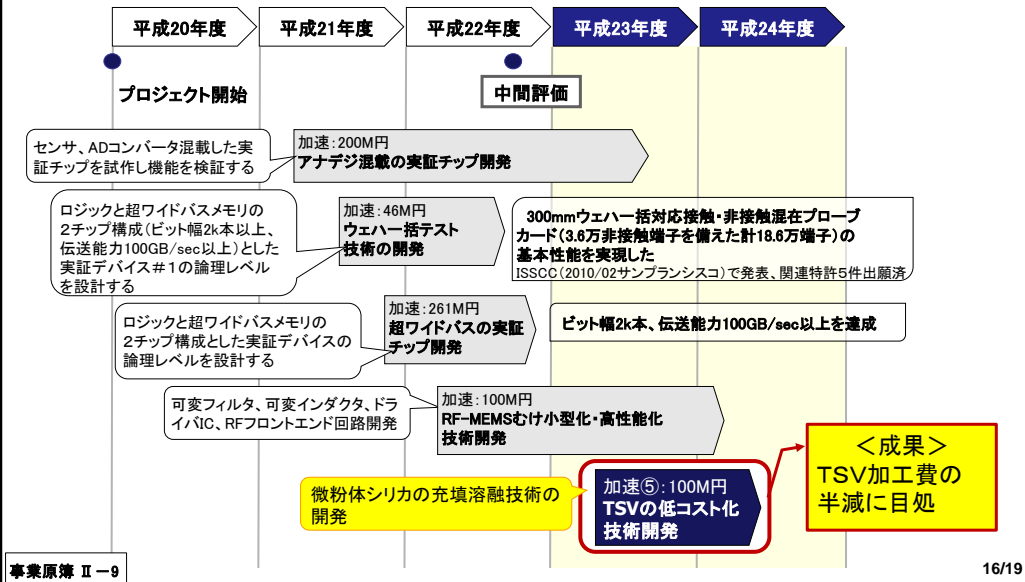 平成20年度
平成21年度
平成22年度
平成23年度
平成24年度
プロジェクト開始
中間評価
センサ、ADコンバータ混載した実
証チップを試作し機能を検証する
加速：200M円
アナデジ混載の実証チップ開発
ロジックと超ワイドバスメモリの
２チップ構成（ビット幅2k本以上、
伝送能力100GB/sec以上）とした
実証デバイス＃１の論理レベル
を設計する
加速：46M円
ウェハ一括テスト
技術の開発
300mmウェハ一括対応接触・非接触混在プローブ
カード（3.6万非接触端子を備えた計18.6万端子）の
基本性能を実現した
ISSCC（2010/02サンプランシスコ）で発表、関連特許５件出願済
ロジックと超ワイドバスメモリの
２チップ構成とした実証デバイスの
論理レベルを設計する
加速：261M円
超ワイドバスの実証
チップ開発
ビット幅2k本、伝送能力100GB/sec以上を達成
可変フィルタ、可変インダクタ、ドラ
イバIC、RFフロントエンド回路開発
加速：100M円
RF-MEMSむけ小型化・高性能化
技術開発
微粉体シリカの充填溶融技術の
開発
加速⑤：100M円
TSVの低コスト化
技術開発
＜成果＞
TSV加工費の
半減に目処
事業原簿 Ⅱ－9
16/19